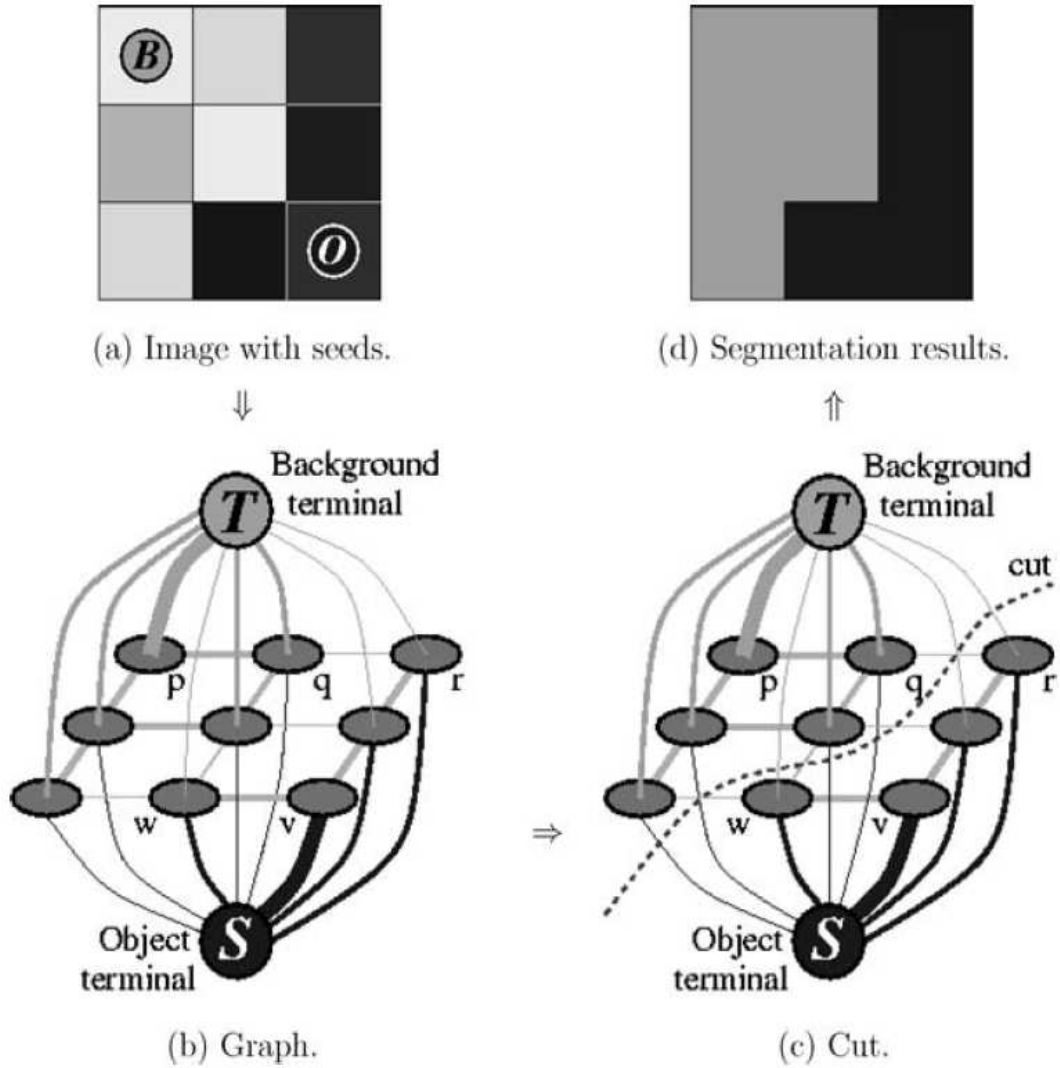 B
O
(a) Image with seeds.
(d) Segmentation results.
⇓
⇑
Background
terminal
T
p
q
r
w
v
S
Object
terminal
(b) Graph.
⇒
Background
terminal
T
cut
p
q
r
w
v
S
Object
terminal
(c) Cut.